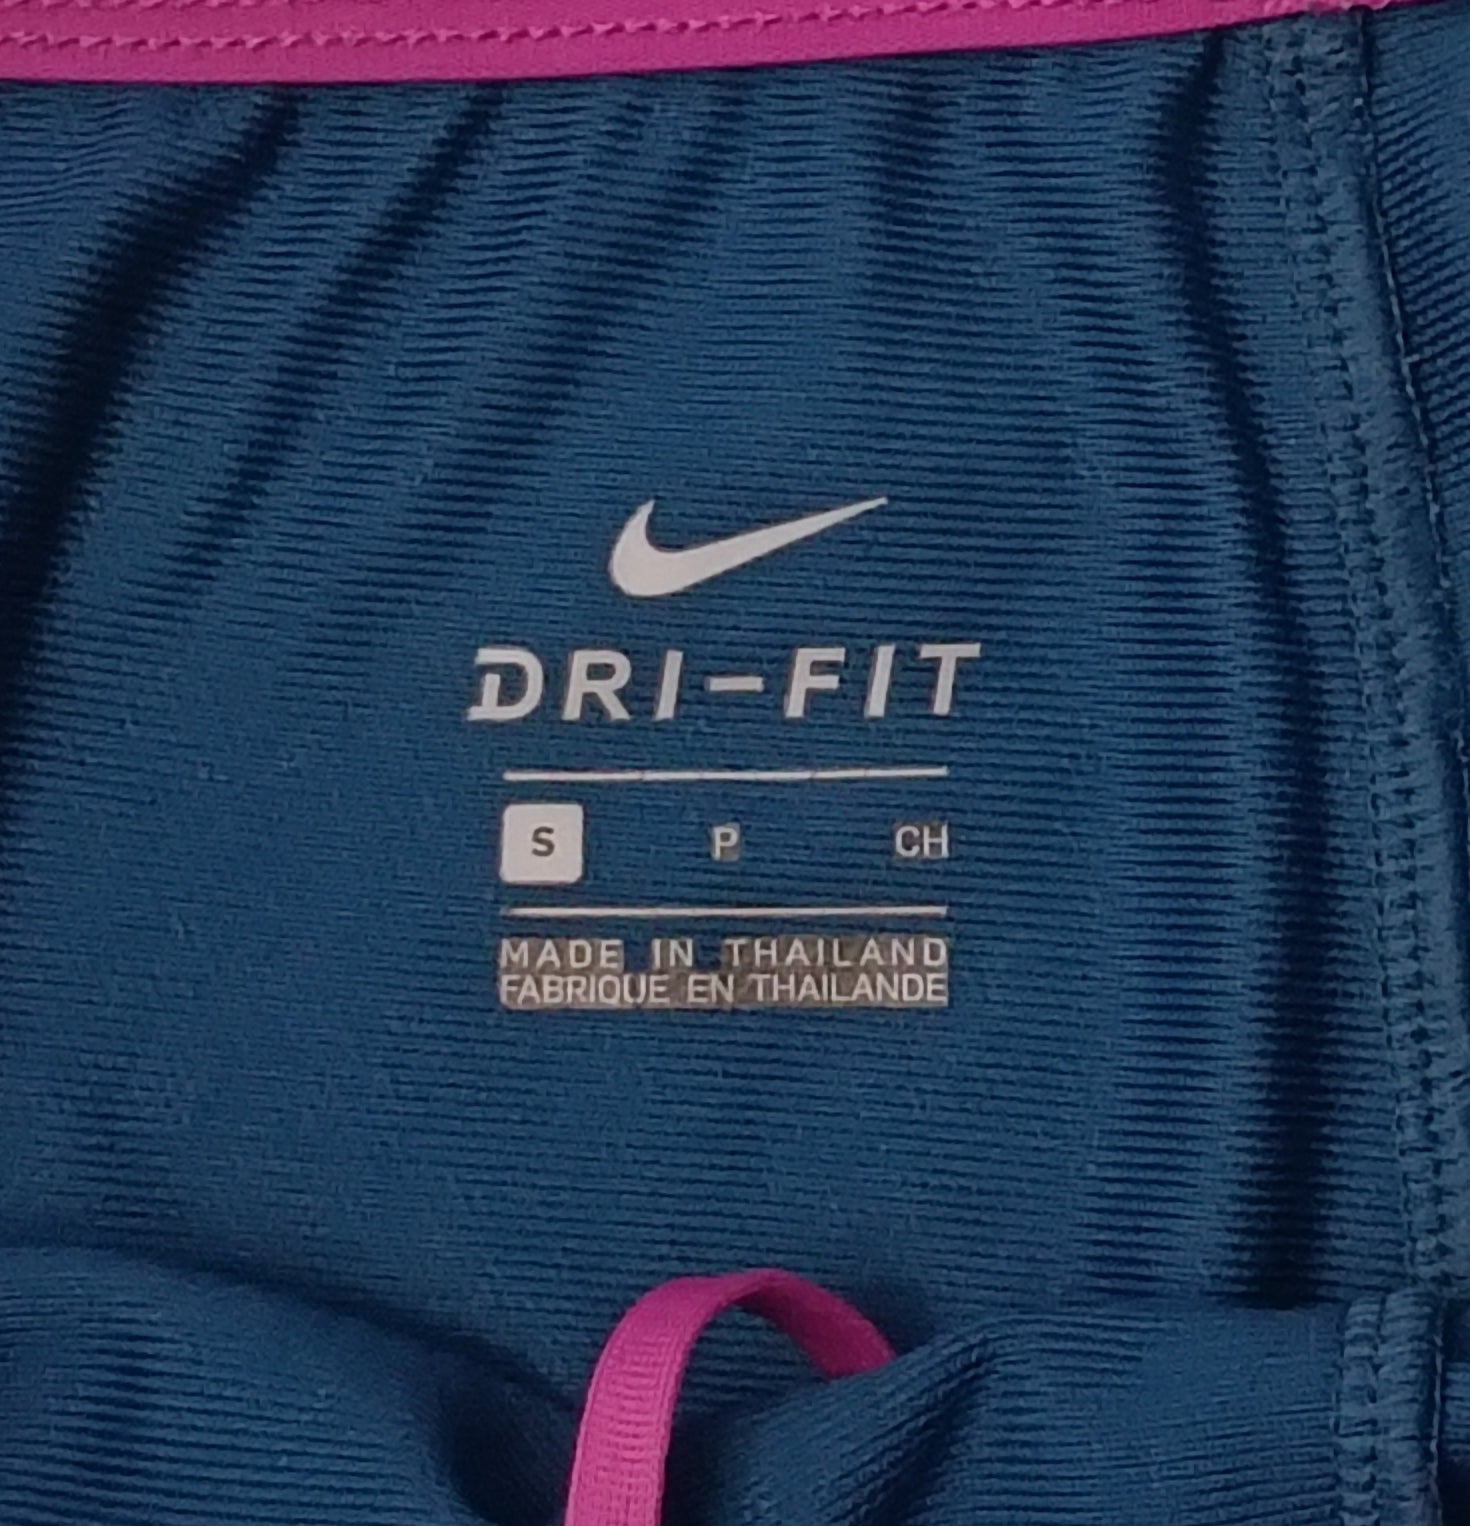 DRI-FIT
S P CH
MADE IN THAILAND
FABRIQUE EN THAILANDE